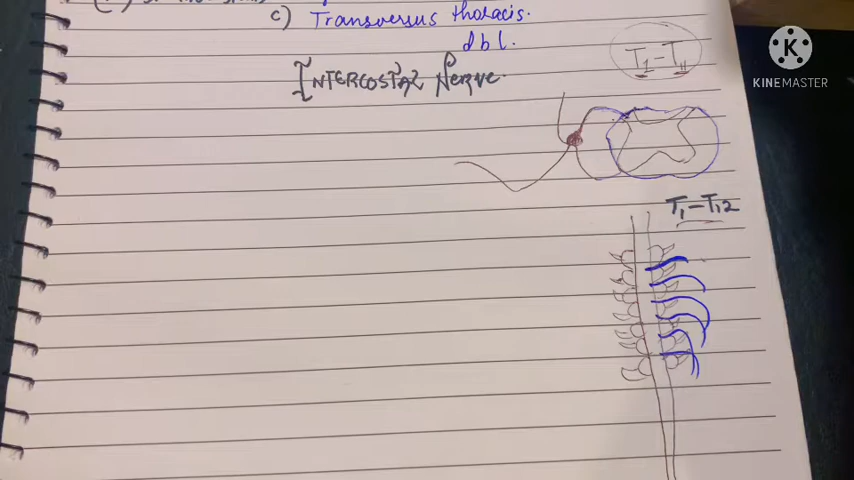 c) Transversus thoracis.
dbl.
T1-T11
INTERCOSTAL Nerve.
KINEMASTER
T1-T12